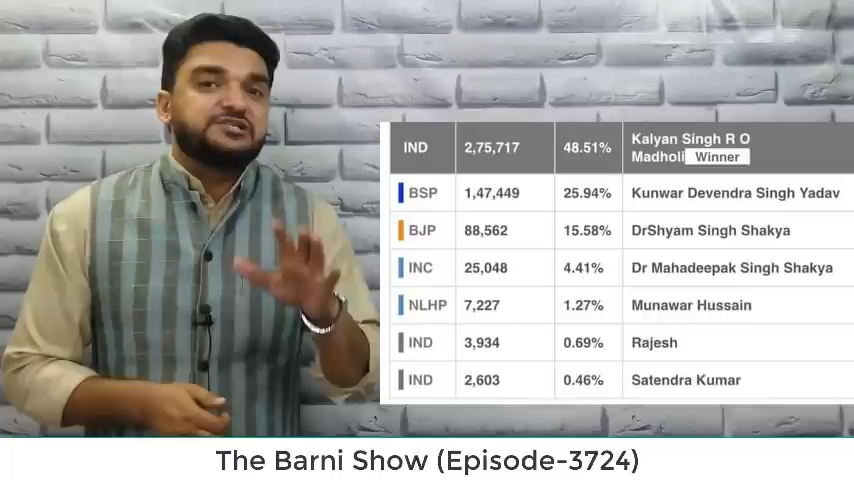 IND 2,75,717 48.51% Kalyan Singh R O
Madholi Winner
BSP 1,47,449 25.94% Kunwar Devendra Singh Yadav
BJP 88,562 15.58% DrShyam Singh Shakya
INC 25,048 4.41% Dr Mahadeepak Singh Shakya
NLHP 7,227 1.27% Munawar Hussain
IND 3,934 0.69% Rajesh
IND 2,603 0.46% Satendra Kumar
The Barni Show (Episode-3724)